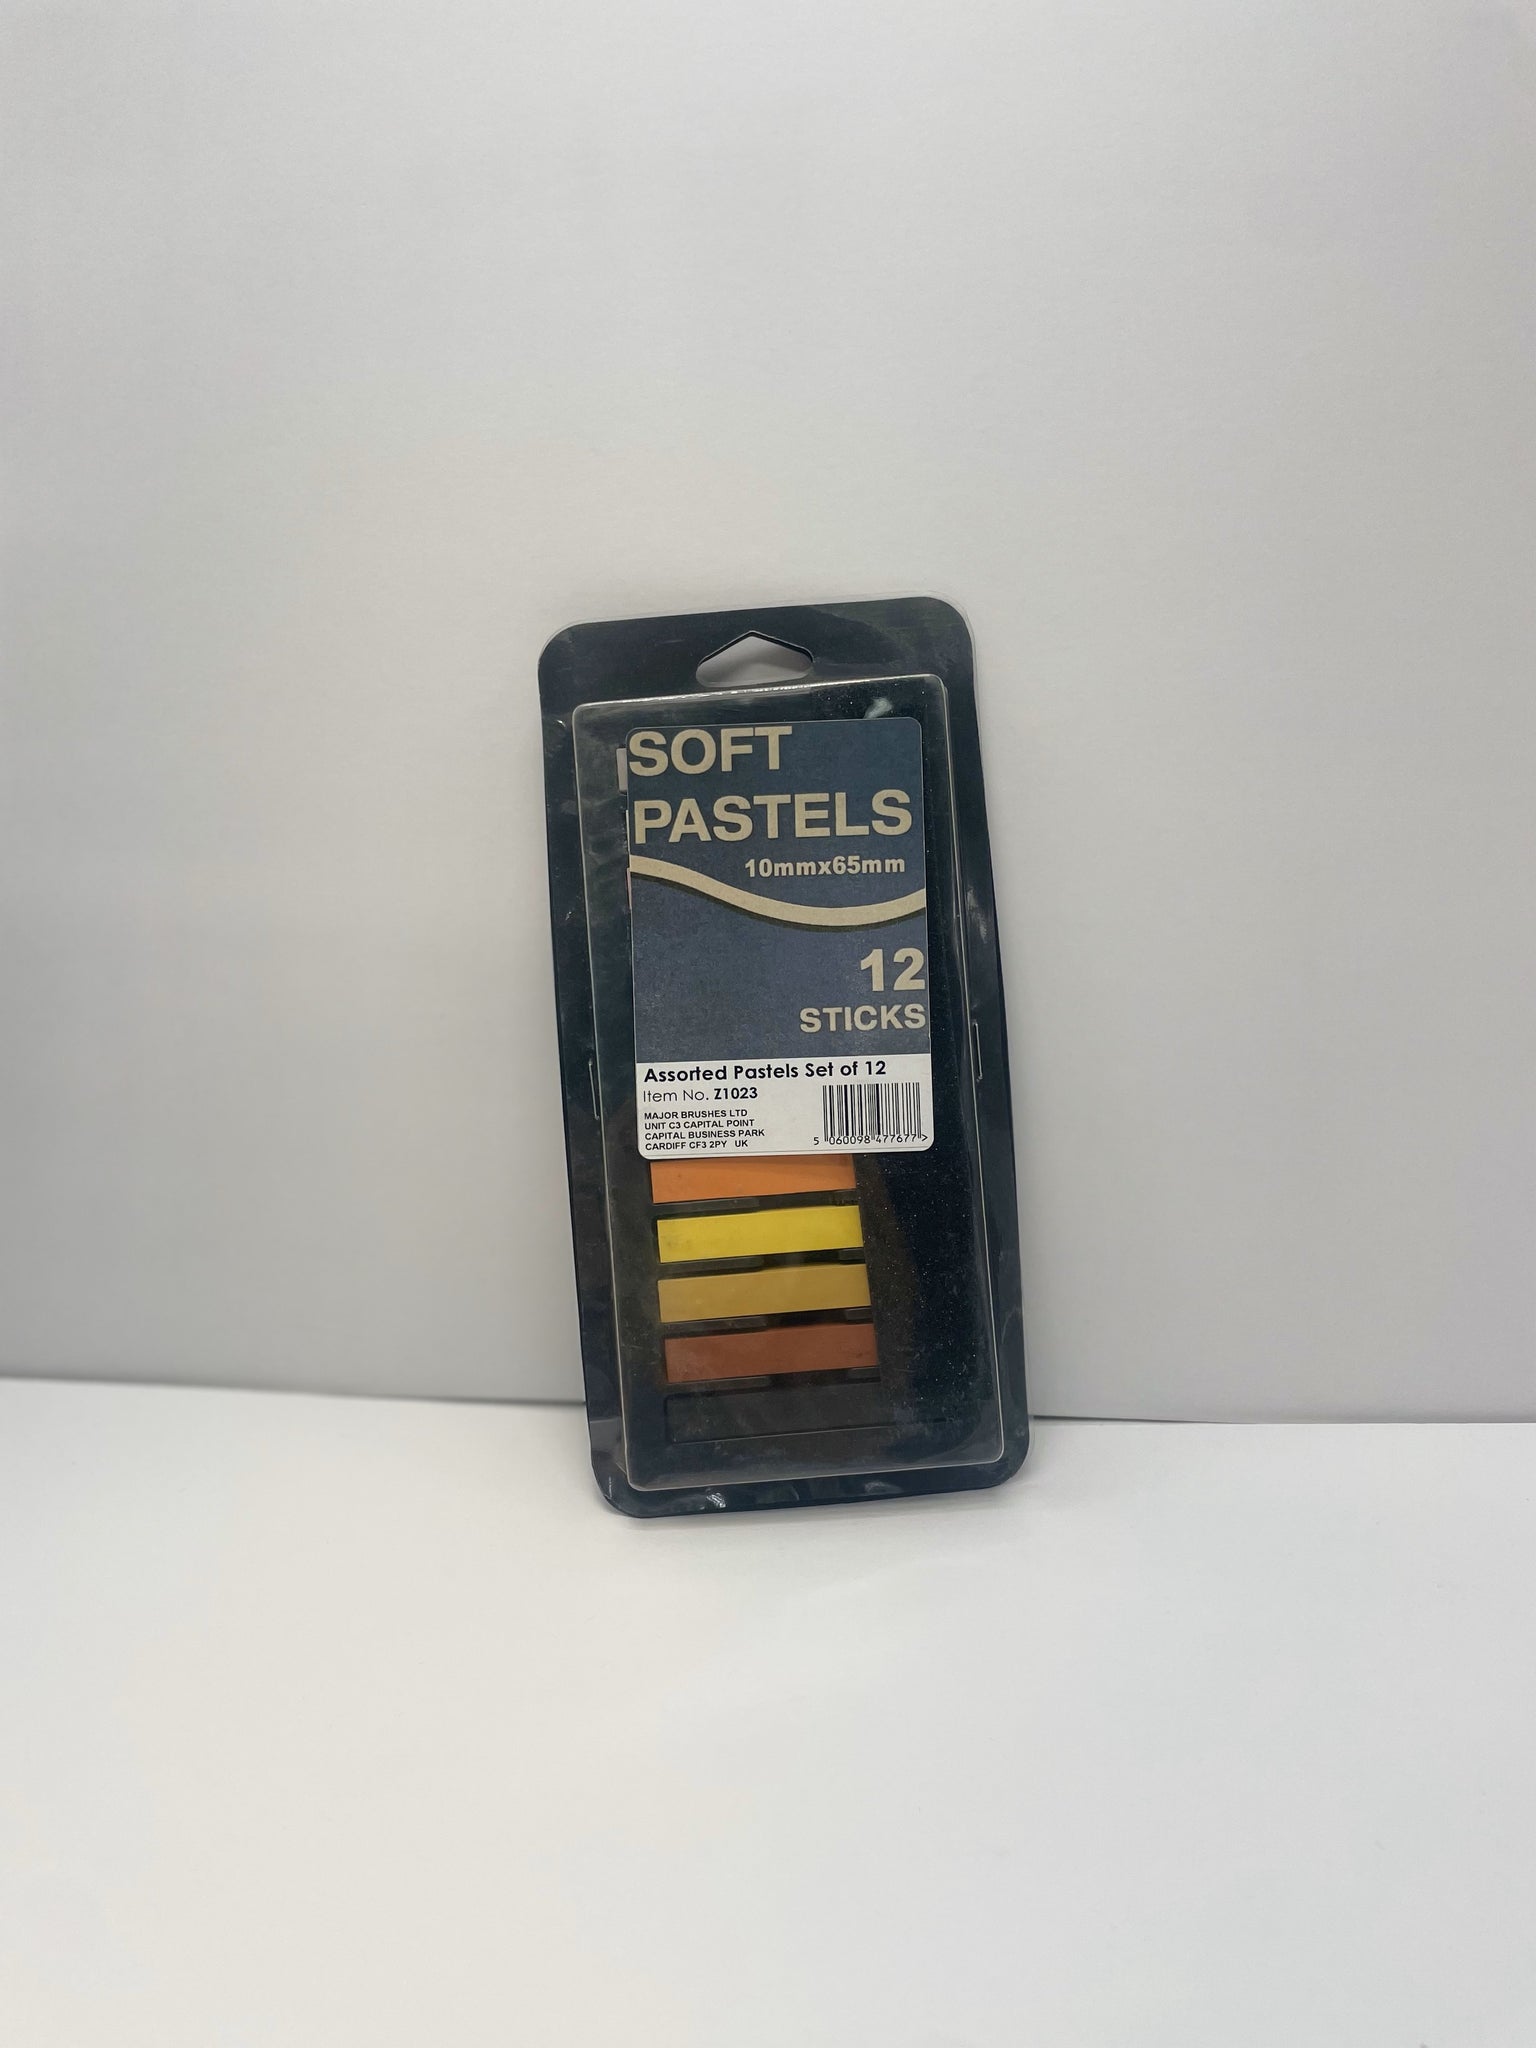 SOFT
PASTELS
10mmx65mm
12
STICKS
Assorted Pastels Set of 12
Item No. Z1023
MAJOR BRUSHES LTD
UNIT C3 CAPITAL POINT
CAPITAL BUSINESS PARK
CARDIFF CF3 2PY UK
5 060098 477677 >